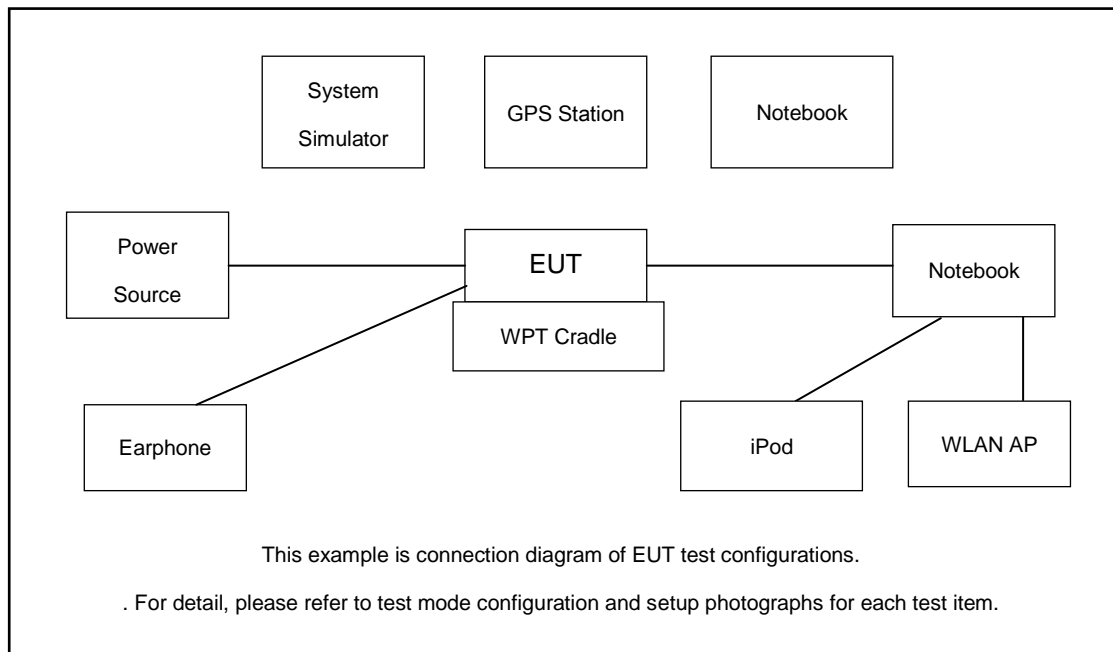 System
Simulator
GPS Station
Notebook
Power
Source
EUT
Notebook
WPT Cradle
Earphone
iPod
WLAN AP
This example is connection diagram of EUT test configurations.
. For detail, please refer to test mode configuration and setup photographs for each test item.